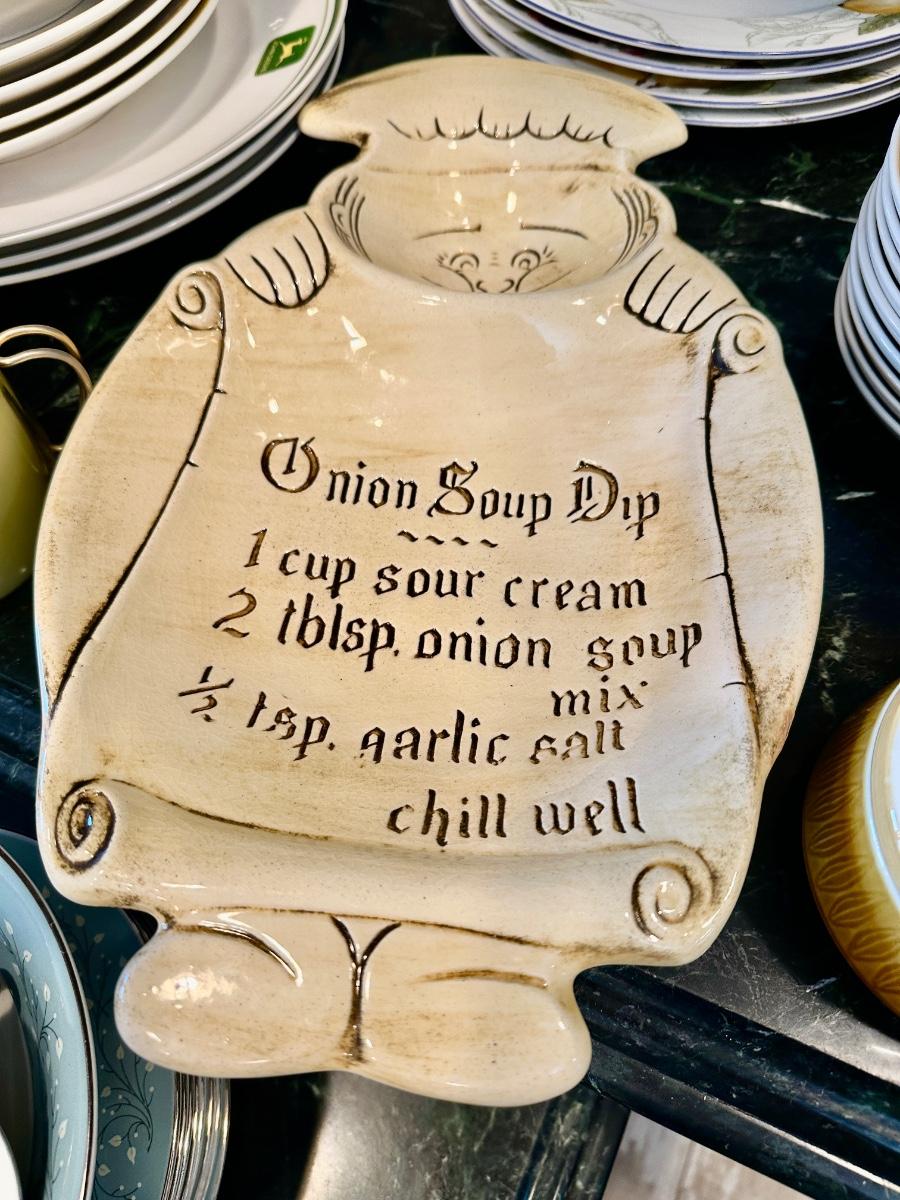 Onion Soup Dip
~~~~
1 cup sour cream
2 tblsp. onion soup
mix
½ tsp. garlic salt
chill well